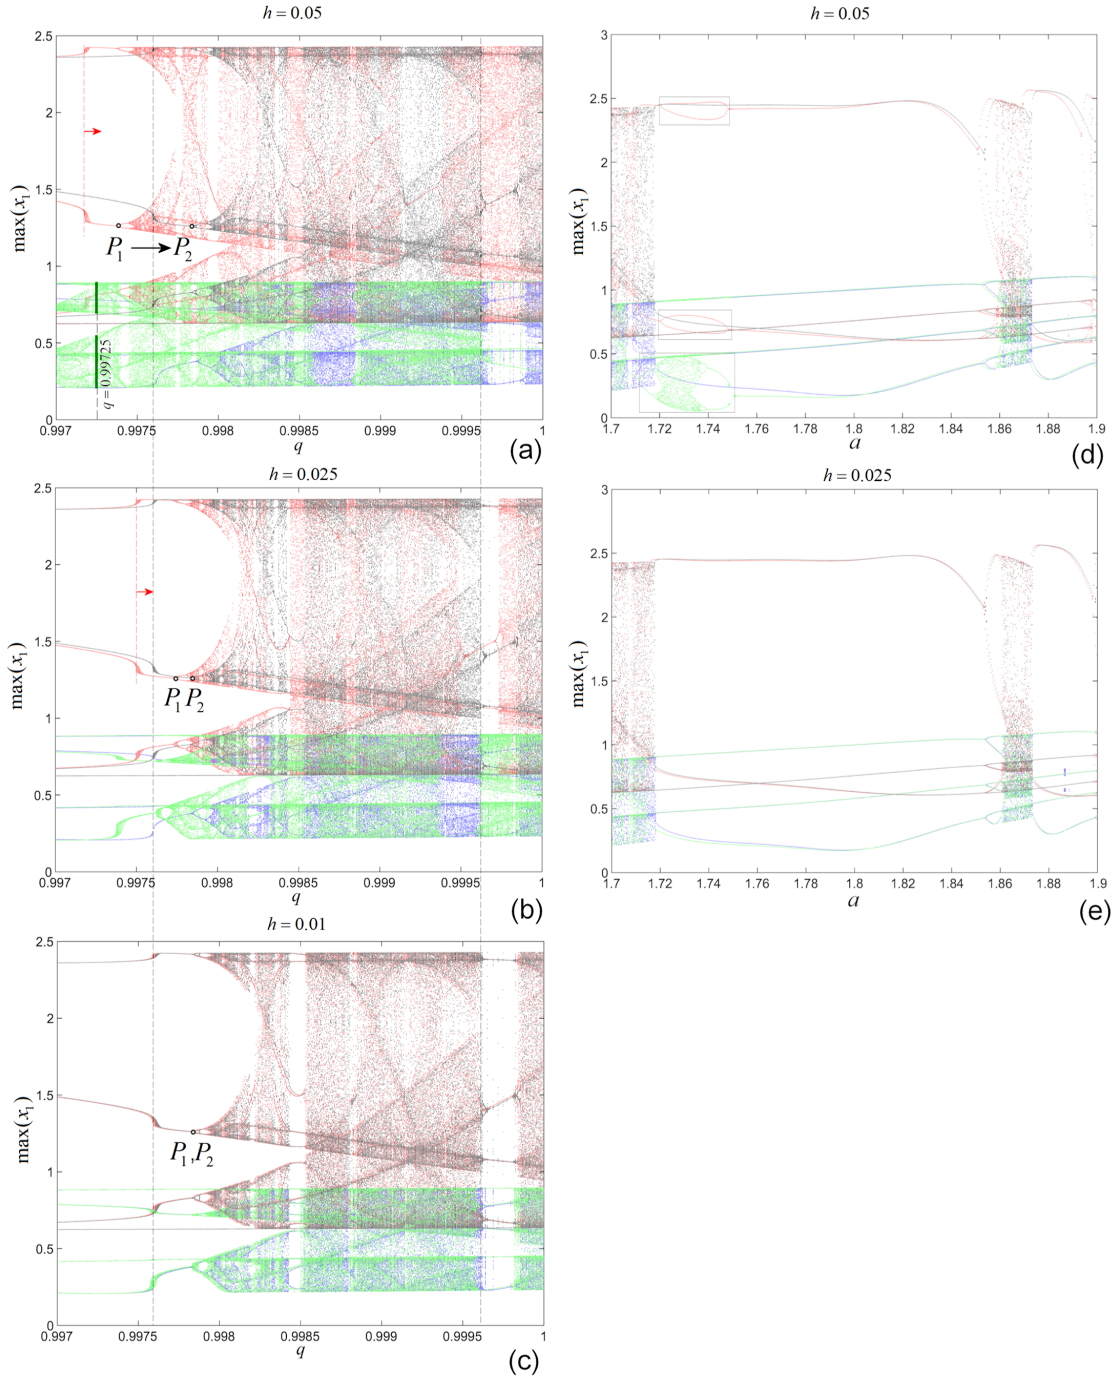 h = 0.05
2.5
2
1.5
1
0.5
0
max(x₁)
P₁ → P₂
q = 0.99725
0.997 0.9975 0.998 0.9985 0.999 0.9995 1
q
(a)
h = 0.025
2.5
2
1.5
1
0.5
0
max(x₁)
P₁ P₂
0.997 0.9975 0.998 0.9985 0.999 0.9995 1
q
(b)
h = 0.01
2.5
2
1.5
1
0.5
0
max(x₁)
P₁,P₂
0.997 0.9975 0.998 0.9985 0.999 0.9995 1
q
(c)
h = 0.05
3
2.5
2
1.5
1
0.5
0
max(x₁)
1.7 1.72 1.74 1.76 1.78 1.8 1.82 1.84 1.86 1.88 1.9
a
(d)
h = 0.025
3
2.5
2
1.5
1
0.5
0
max(x₁)
1.7 1.72 1.74 1.76 1.78 1.8 1.82 1.84 1.86 1.88 1.9
a
(e)